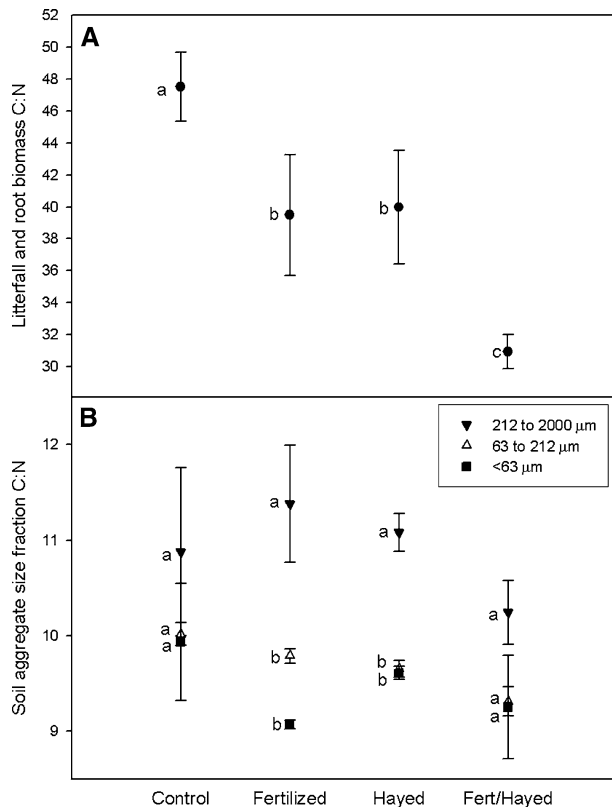 A
Litterfall and root biomass C:N
52
50
48
46
44
42
40
38
36
34
32
30
a
b
b
c
B
Soil aggregate size fraction C:N
12
11
10
9
212 to 2000 μm
63 to 212 μm
<63 μm
a
a
a
a
b
b
a
b
b
a
a
a
Control Fertilized Hayed Fert/Hayed